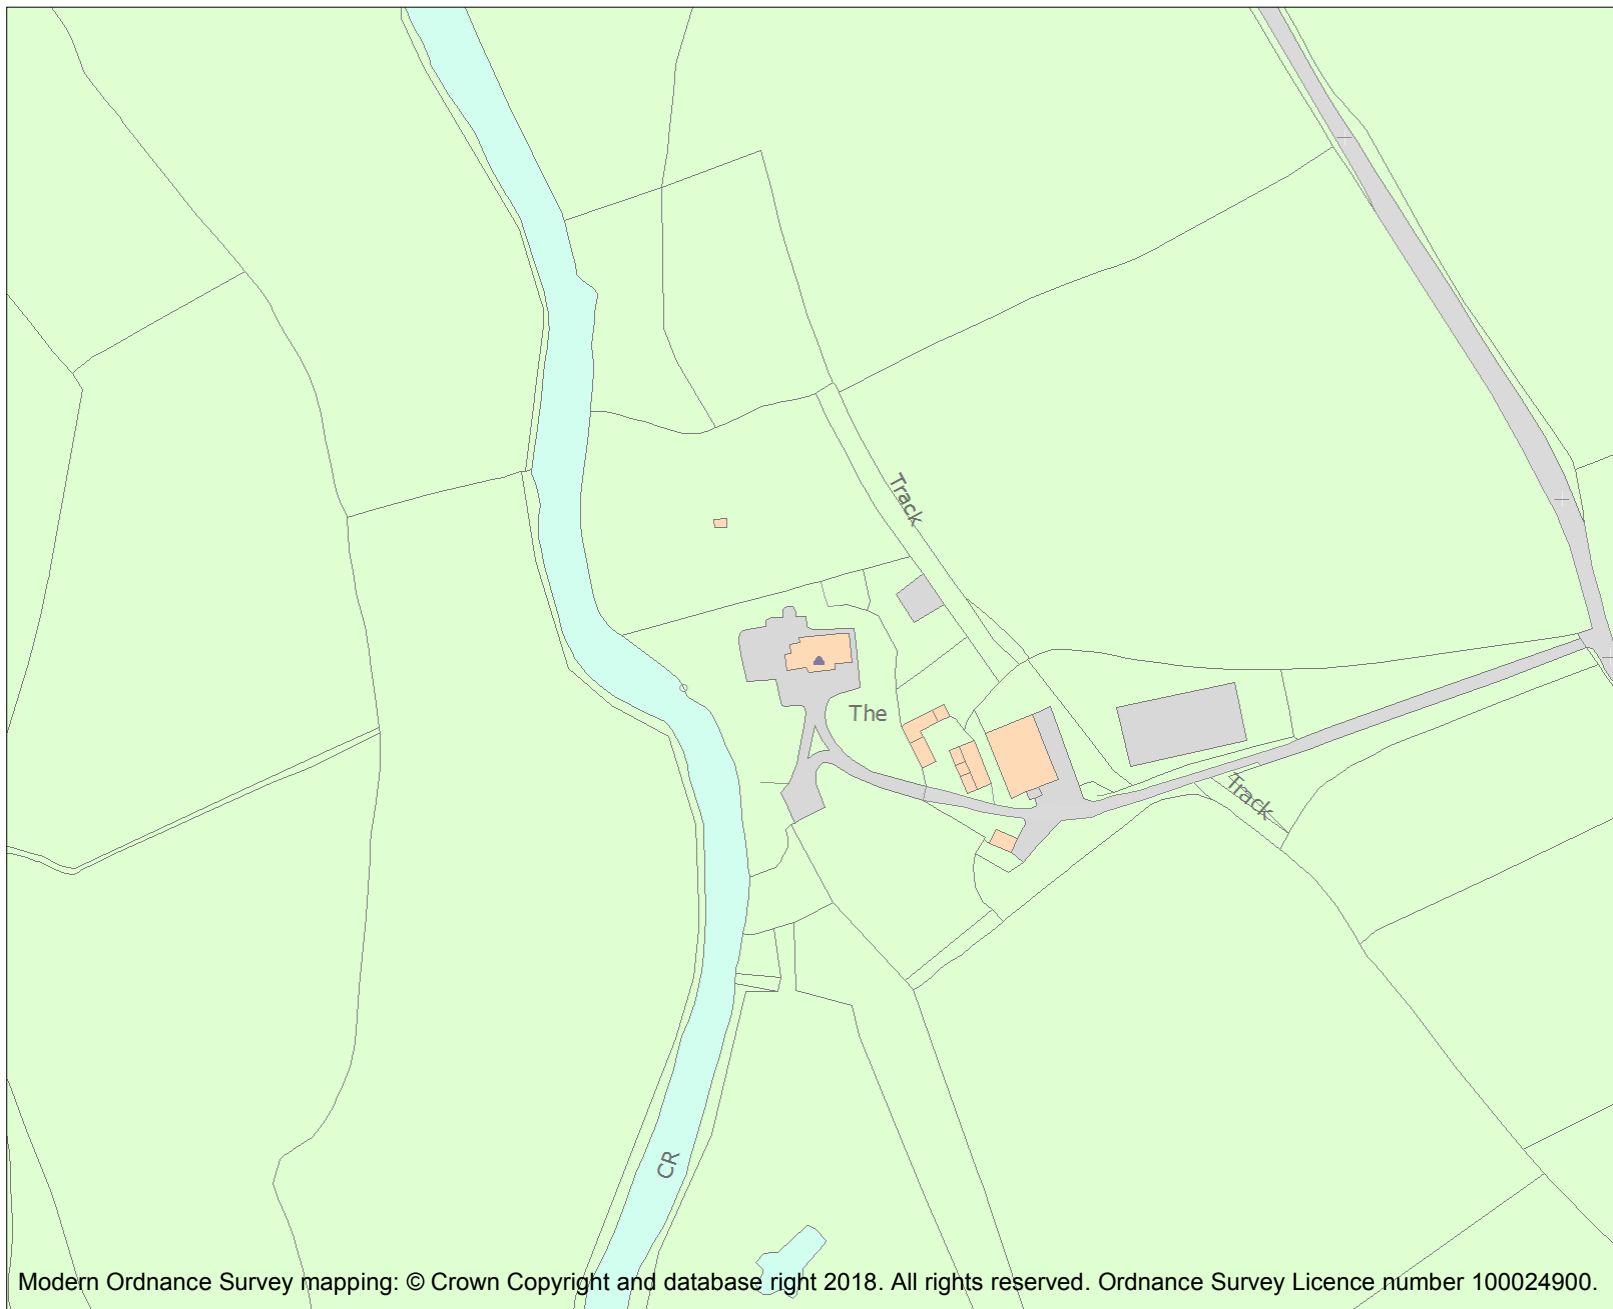 Track
The
Track
CR
Modern Ordnance Survey mapping: © Crown Copyright and database right 2018. All rights reserved. Ordnance Survey Licence number 100024900.